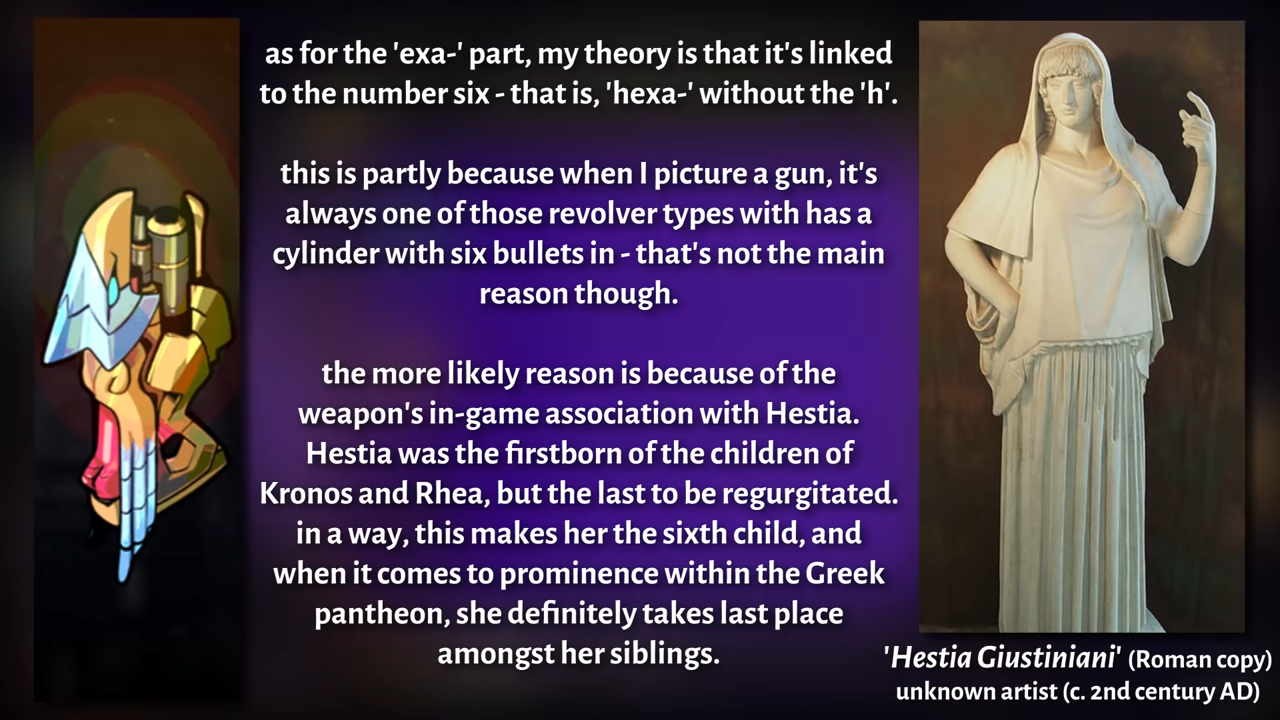 as for the 'exa-' part, my theory is that it's linked
to the number six - that is, 'hexa-' without the 'h'.
this is partly because when I picture a gun, it's
always one of those revolver types with has a
cylinder with six bullets in - that's not the main
reason though.
the more likely reason is because of the
weapon's in-game association with Hestia.
Hestia was the firstborn of the children of
Kronos and Rhea, but the last to be regurgitated.
in a way, this makes her the sixth child, and
when it comes to prominence within the Greek
pantheon, she definitely takes last place
amongst her siblings.
'Hestia Giustiniani' (Roman copy)
unknown artist (c. 2nd century AD)